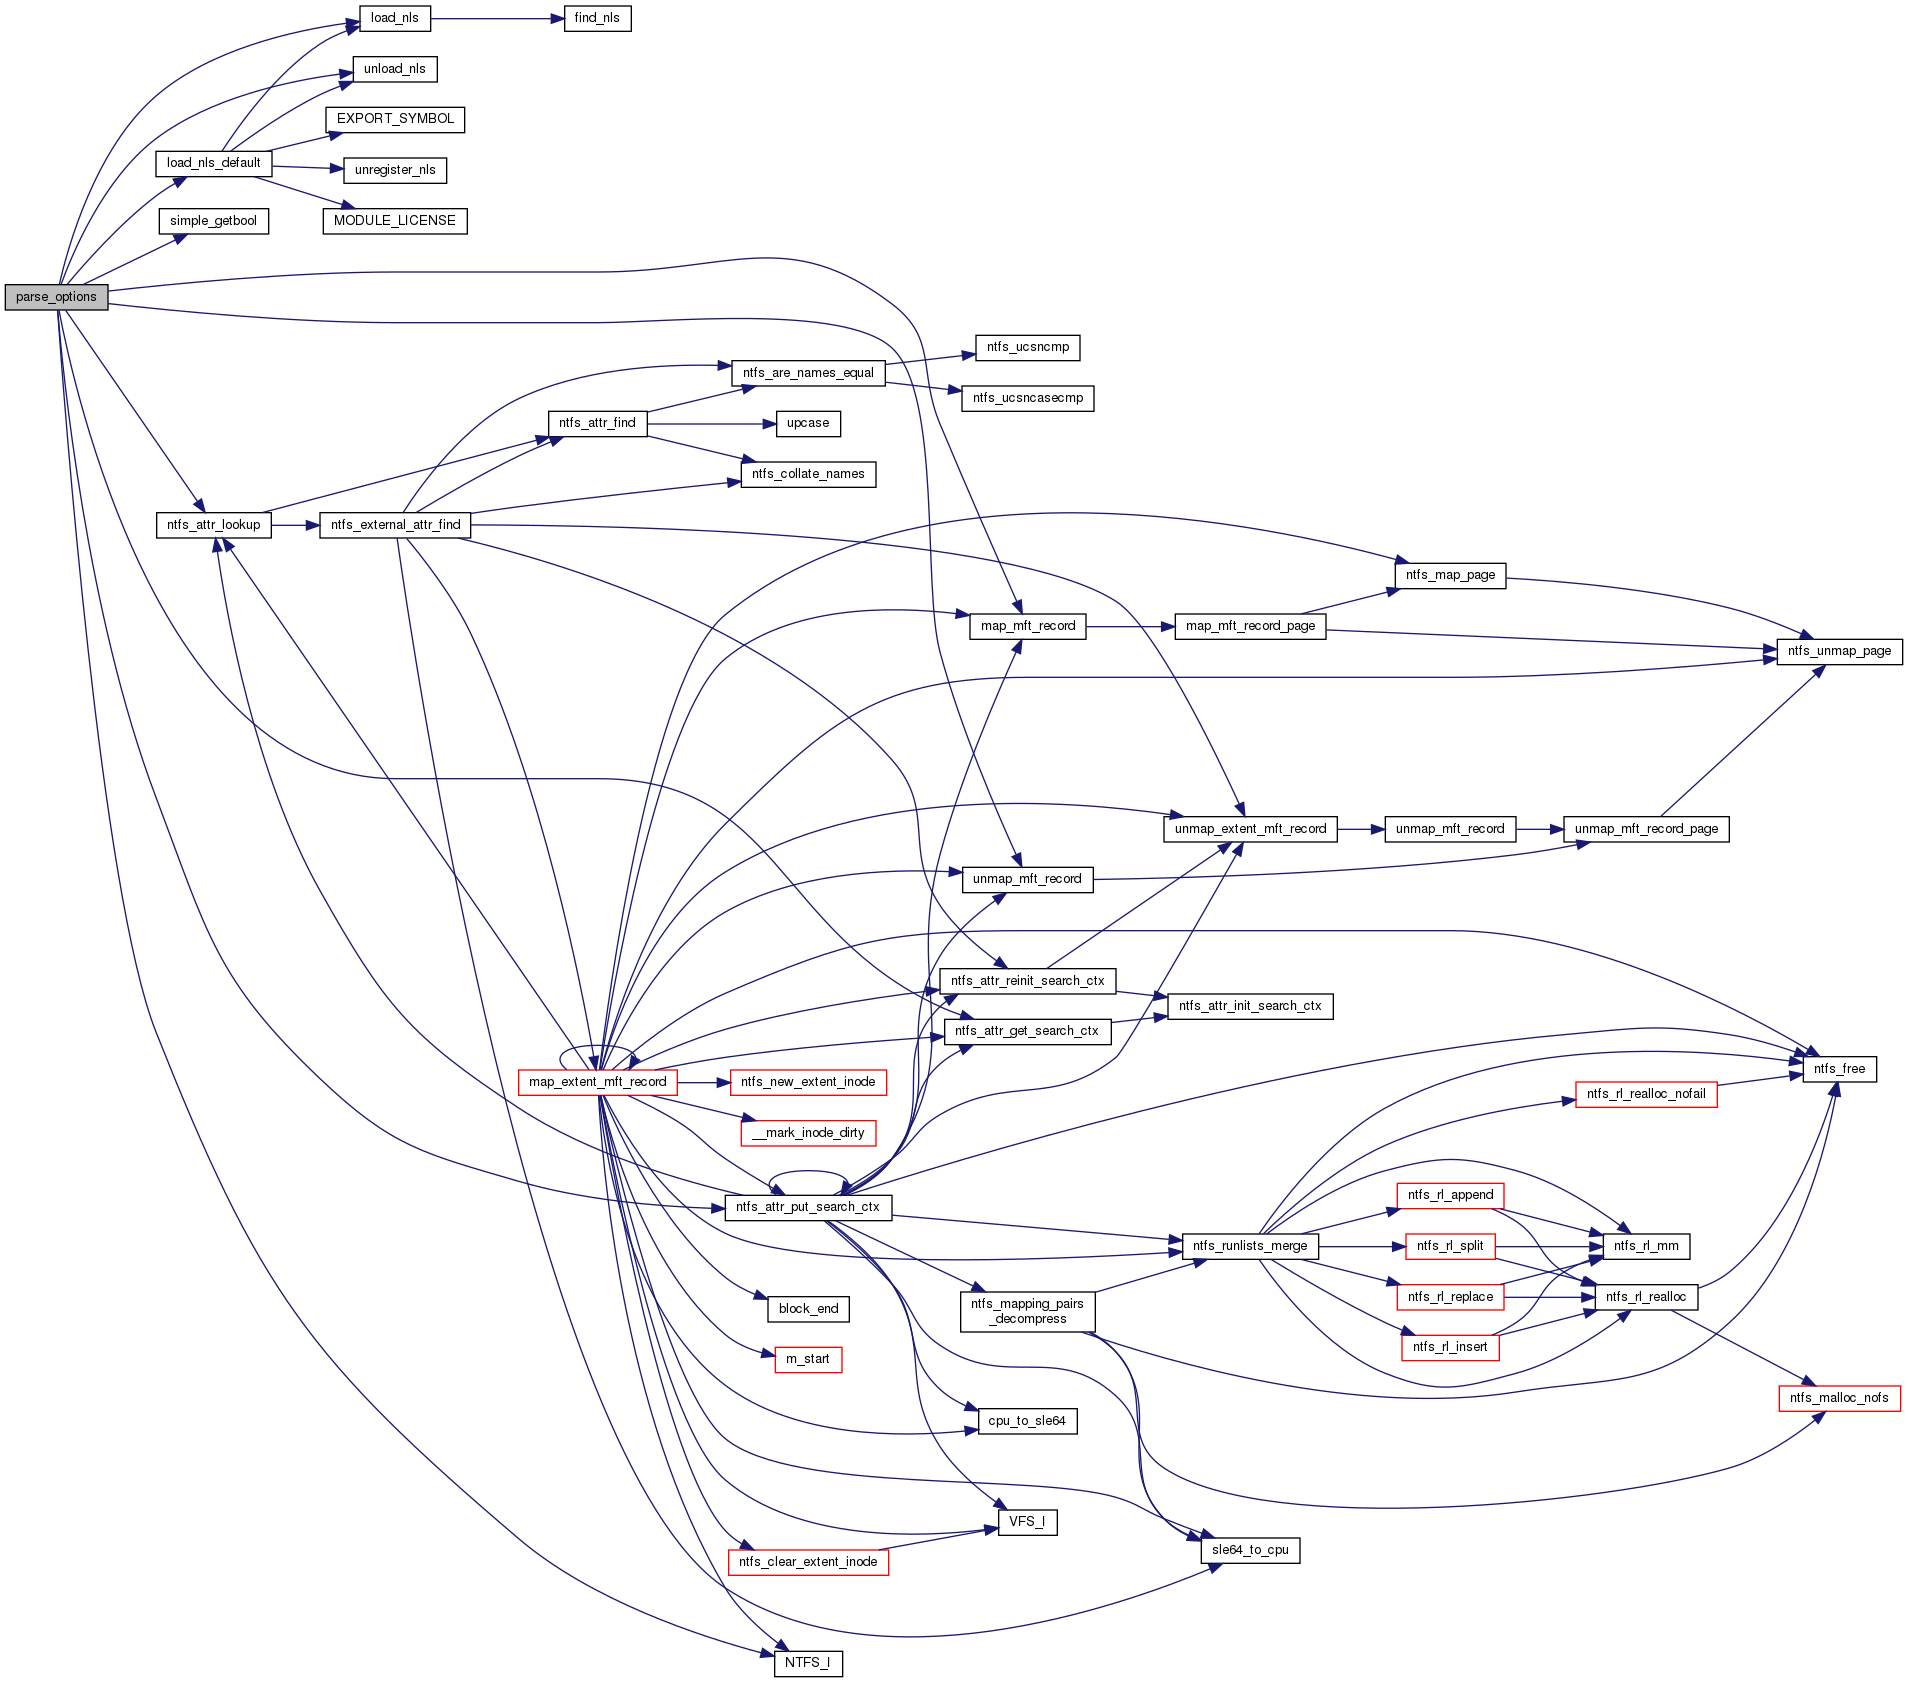 load_nls
find_nls
unload_nls
EXPORT_SYMBOL
load_nls_default
unregister_nls
simple_getbool
MODULE_LICENSE
parse_options
ntfs_ucsncmp
ntfs_are_names_equal
ntfs_ucsncasecmp
ntfs_attr_find
upcase
ntfs_collate_names
ntfs_attr_lookup
ntfs_external_attr_find
ntfs_map_page
map_mft_record
map_mft_record_page
ntfs_unmap_page
unmap_extent_mft_record
unmap_mft_record
unmap_mft_record_page
unmap_mft_record
ntfs_attr_reinit_search_ctx
ntfs_attr_init_search_ctx
ntfs_attr_get_search_ctx
ntfs_free
map_extent_mft_record
ntfs_new_extent_inode
ntfs_rl_realloc_nofail
__mark_inode_dirty
ntfs_attr_put_search_ctx
ntfs_rl_append
ntfs_runlists_merge
ntfs_rl_split
ntfs_rl_mm
ntfs_rl_replace
ntfs_rl_realloc
ntfs_mapping_pairs
_decompress
block_end
ntfs_rl_insert
m_start
ntfs_malloc_nofs
cpu_to_sle64
VFS_I
sle64_to_cpu
ntfs_clear_extent_inode
NTFS_I